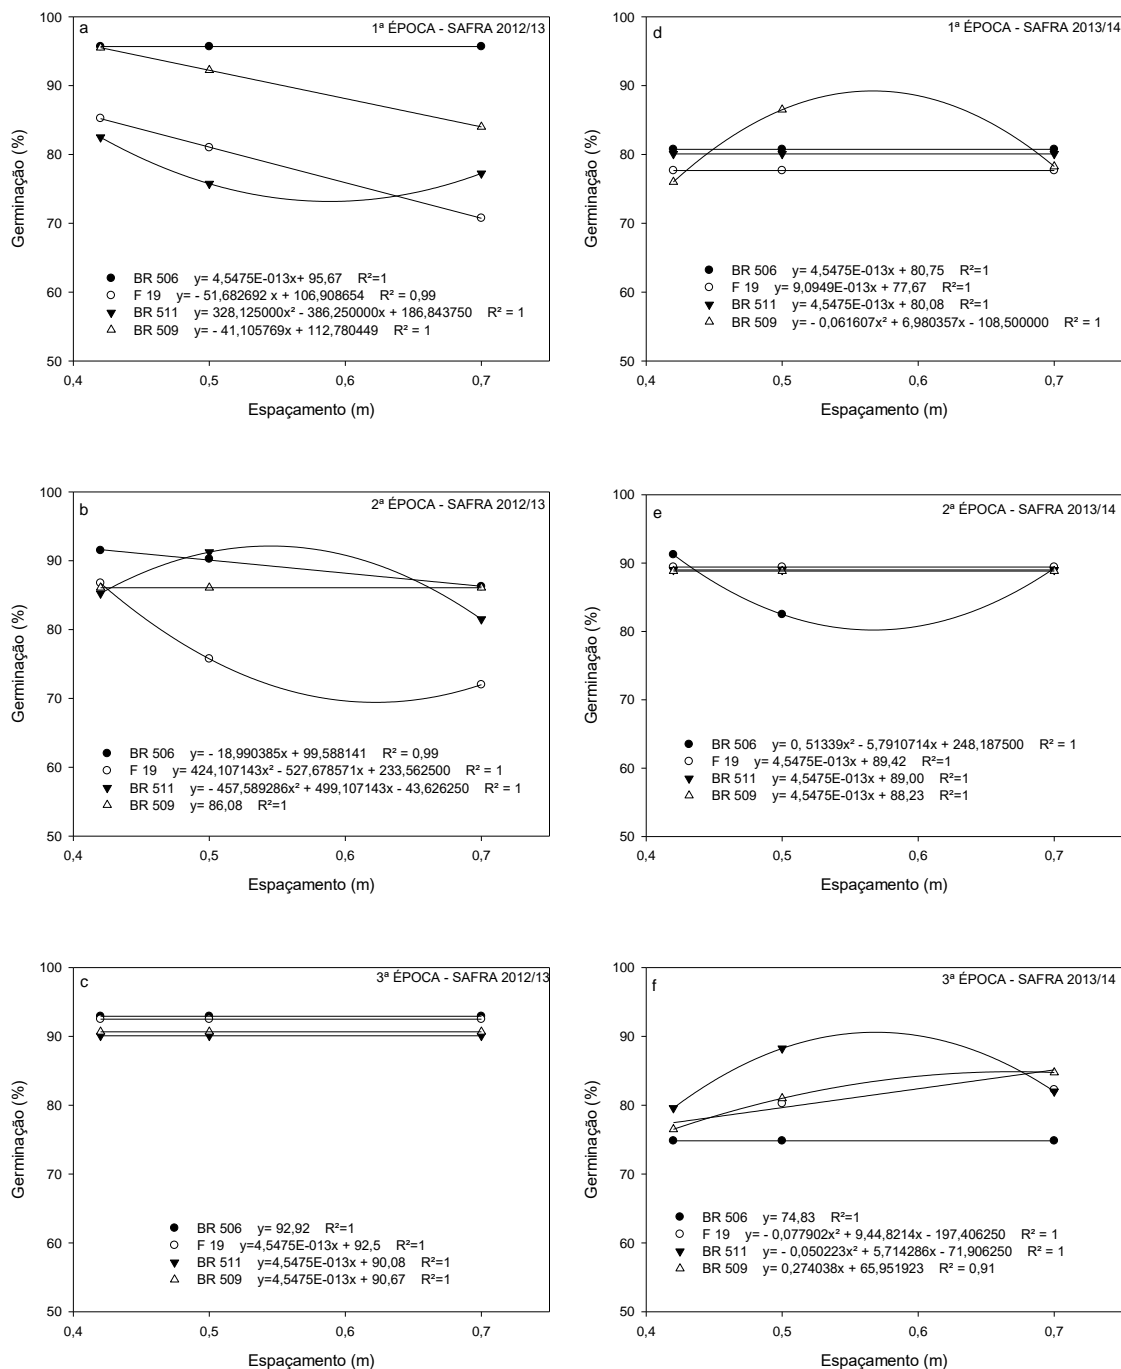 a
1ª ÉPOCA - SAFRA 2012/13
100
90
80
70
60
50
Germinação (%)
BR 506 y= 4,5475E-013x+ 95,67 R²=1
F 19 y= - 51,682692 x + 106,908654 R² = 0,99
BR 511 y= 328,125000x² - 386,250000x + 186,843750 R² = 1
BR 509 y= - 41,105769x + 112,780449 R² = 1
0,4 0,5 0,6 0,7
Espaçamento (m)
d
1ª ÉPOCA - SAFRA 2013/14
100
90
80
70
60
50
Germinação (%)
BR 506 y= 4,5475E-013x + 80,75 R²=1
F 19 y= 9,0949E-013x + 77,67 R²=1
BR 511 y= 4,5475E-013x + 80,08 R²=1
BR 509 y= - 0,061607x² + 6,980357x - 108,500000 R² = 1
0,4 0,5 0,6 0,7
Espaçamento (m)
b
2ª ÉPOCA - SAFRA 2012/13
100
90
80
70
60
50
Germinação (%)
BR 506 y= - 18,990385x + 99,588141 R² = 0,99
F 19 y= 424,107143x² - 527,678571x + 233,562500 R² = 1
BR 511 y= - 457,589286x² + 499,107143x - 43,626250 R² = 1
BR 509 y= 86,08 R²=1
0,4 0,5 0,6 0,7
Espaçamento (m)
e
2ª ÉPOCA - SAFRA 2013/14
100
90
80
70
60
50
Germinação (%)
BR 506 y= 0, 51339x² - 5,7910714x + 248,187500 R² = 1
F 19 y= 4,5475E-013x + 89,42 R²=1
BR 511 y= 4,5475E-013x + 89,00 R²=1
BR 509 y= 4,5475E-013x + 88,23 R²=1
0,4 0,5 0,6 0,7
Espaçamento (m)
c
3ª ÉPOCA - SAFRA 2012/13
100
90
80
70
60
50
Germinação (%)
BR 506 y= 92,92 R²=1
F 19 y=4,5475E-013x + 92,5 R²=1
BR 511 y=4,5475E-013x + 90,08 R²=1
BR 509 y=4,5475E-013x + 90,67 R²=1
0,4 0,5 0,6 0,7
Espaçamento (m)
f
3ª ÉPOCA - SAFRA 2013/14
100
90
80
70
60
50
Germinação (%)
BR 506 y= 74,83 R²=1
F 19 y= - 0,077902x² + 9,44,8214x - 197,406250 R² = 1
BR 511 y= - 0,050223x² + 5,714286x - 71,906250 R² = 1
BR 509 y= 0,274038x + 65,951923 R² = 0,91
0,4 0,5 0,6 0,7
Espaçamento (m)